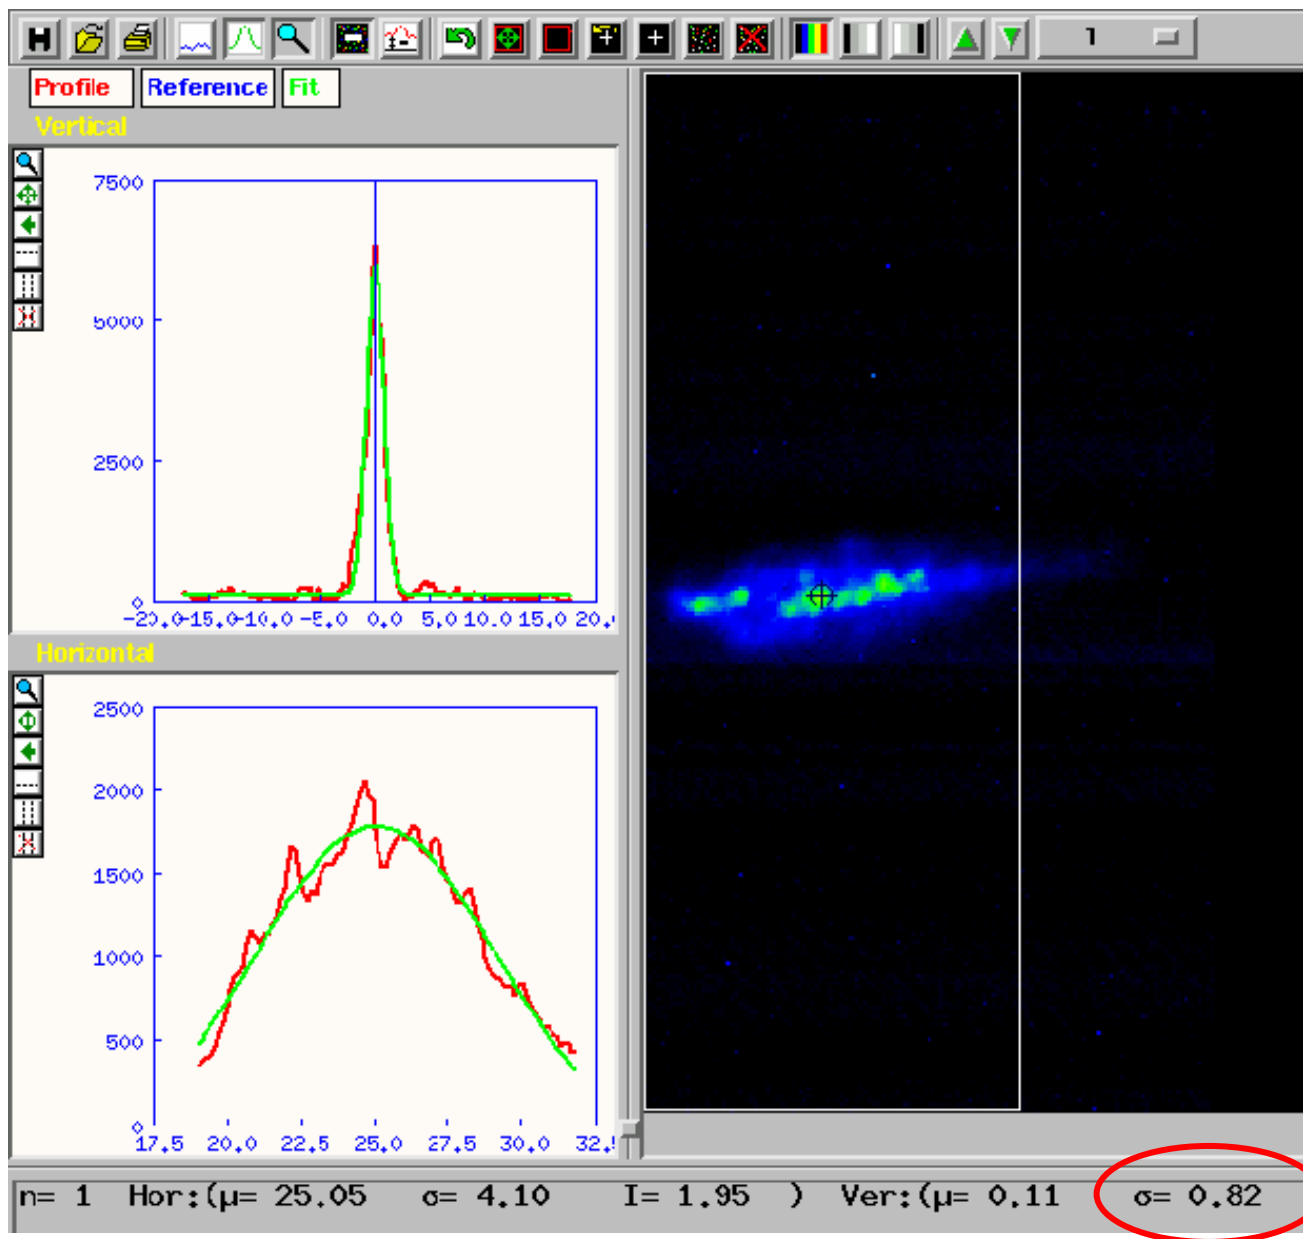 H 1
Profile Reference Fit
Vertical
7500
5000
2500
0
-20.0 -15.0 -10.0 -5.0 0.0 5.0 10.0 15.0 20.
Horizontal
2500
2000
1500
1000
500
0
17.5 20.0 22.5 25.0 27.5 30.0 32.
n= 1 Hor:(μ= 25.05 σ= 4.10 I= 1.95 ) Ver:(μ= 0.11 σ= 0.82